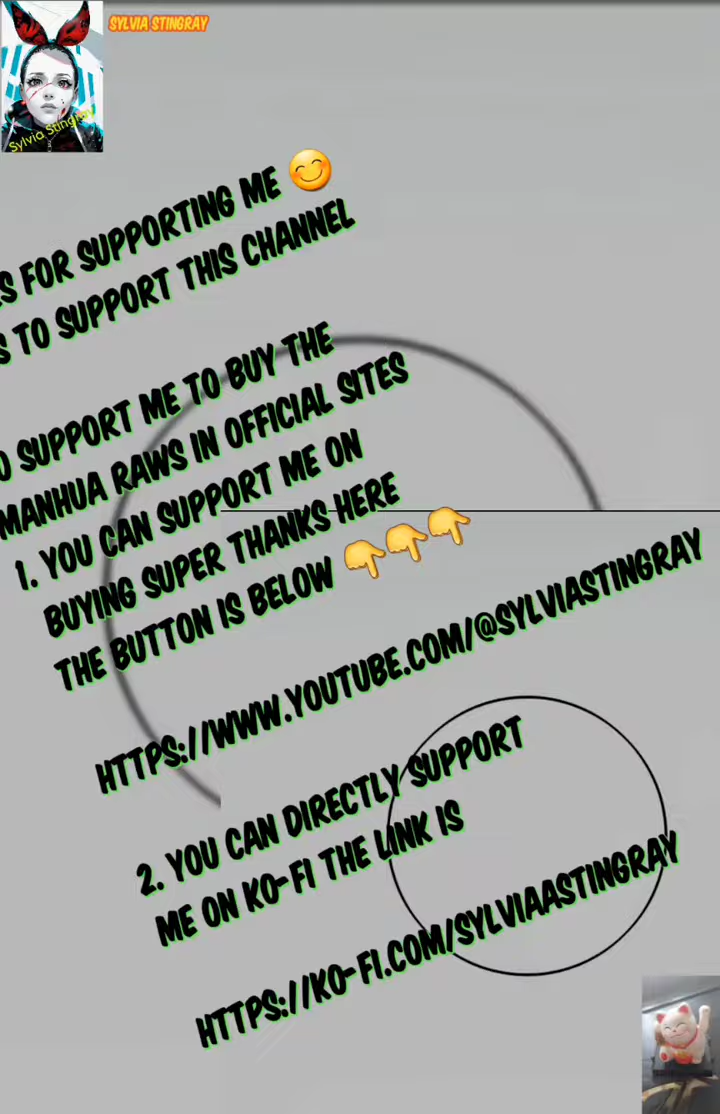 SYLVIA STINGRAY
Sylvia Stingray
FOR SUPPORTING ME 😊
TO SUPPORT THIS CHANNEL
SUPPORT ME TO BUY THE
MANHUA RAWS IN OFFICIAL SITES
1. YOU CAN SUPPORT ME ON
BUYING SUPER THANKS HERE
THE BUTTON IS BELOW 👇👇👇
HTTPS://WWW.YOUTUBE.COM/@SYLVIASTINGRAY
2. YOU CAN DIRECTLY SUPPORT
ME ON KO-FI THE LINK IS
HTTPS://KO-FI.COM/SYLVIAASTINGRAY